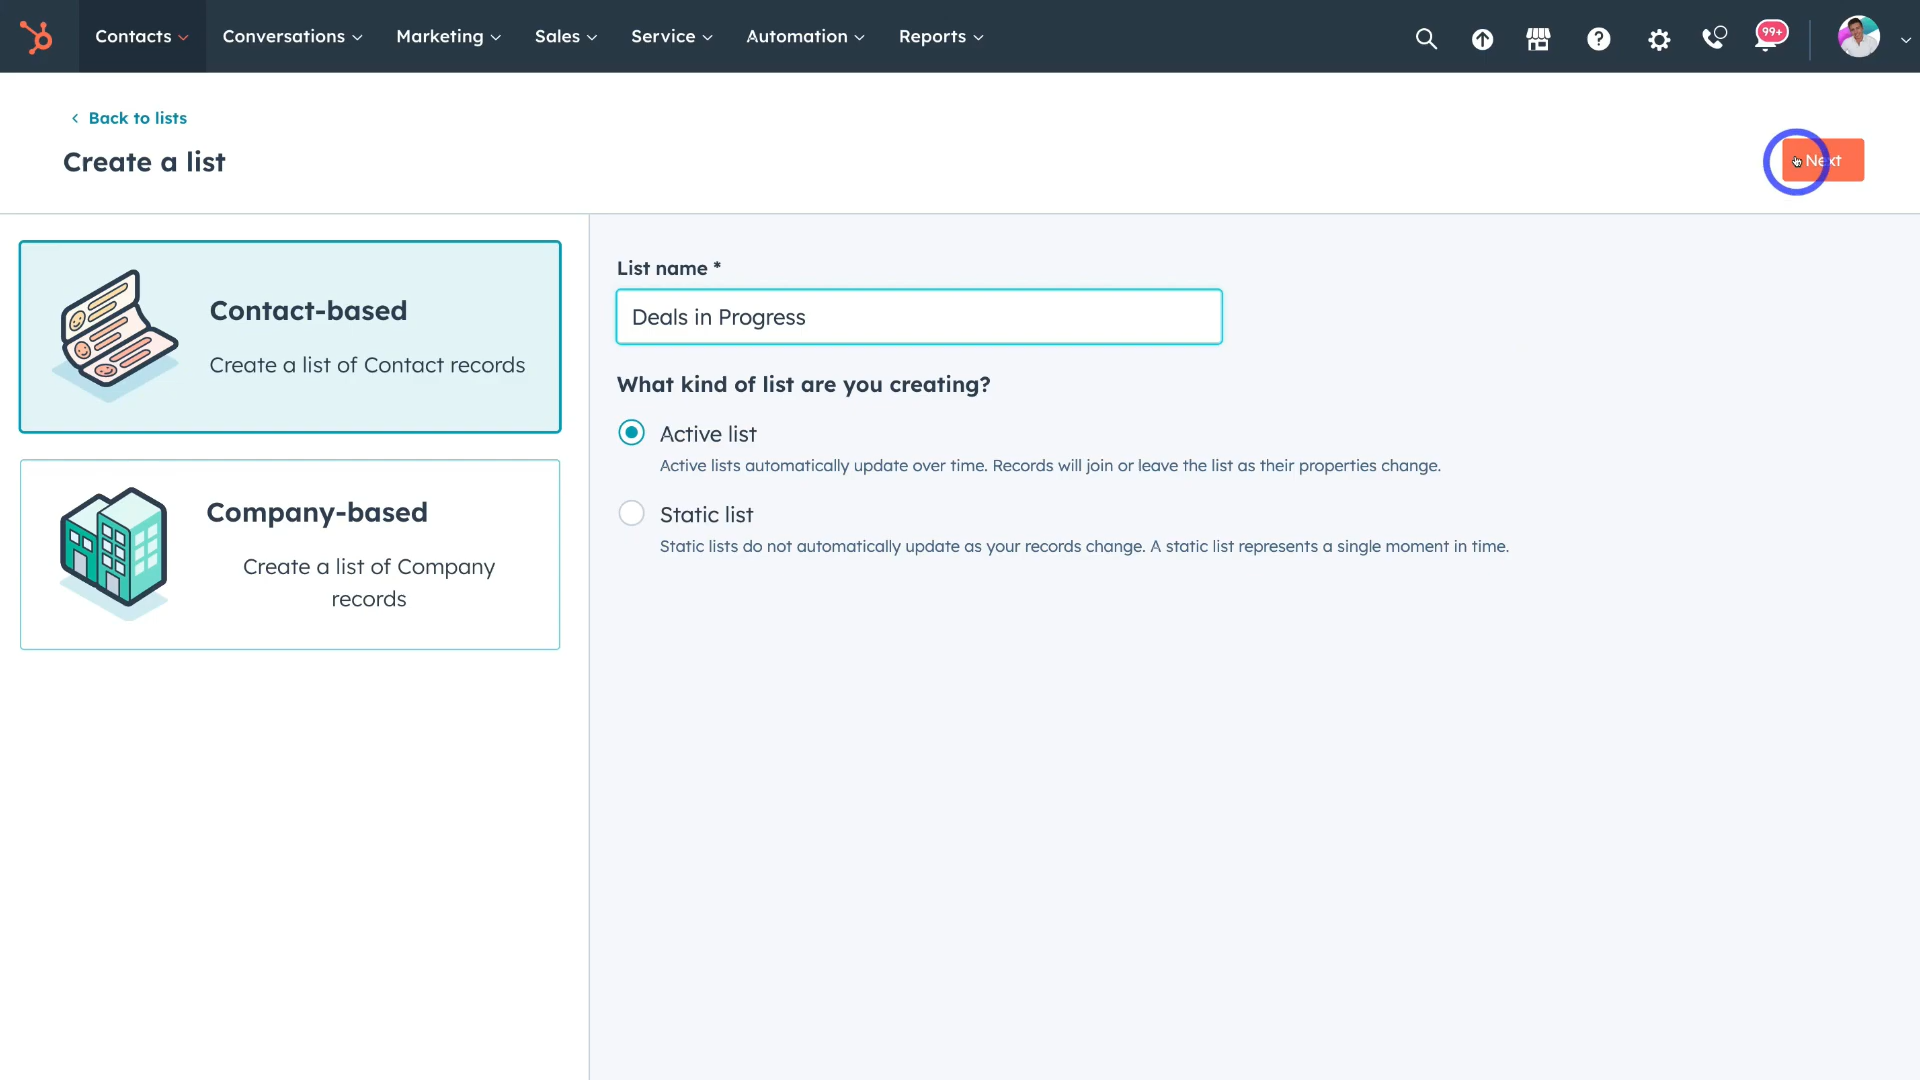 Contacts
Conversations
Marketing
Sales
Service
Automation
Reports
99+
Back to lists
Create a list
Next
Contact-based
Create a list of Contact records
Company-based
Create a list of Company
records
List name *
Deals in Progress
What kind of list are you creating?
Active list
Active lists automatically update over time. Records will join or leave the list as their properties change.
Static list
Static lists do not automatically update as your records change. A static list represents a single moment in time.